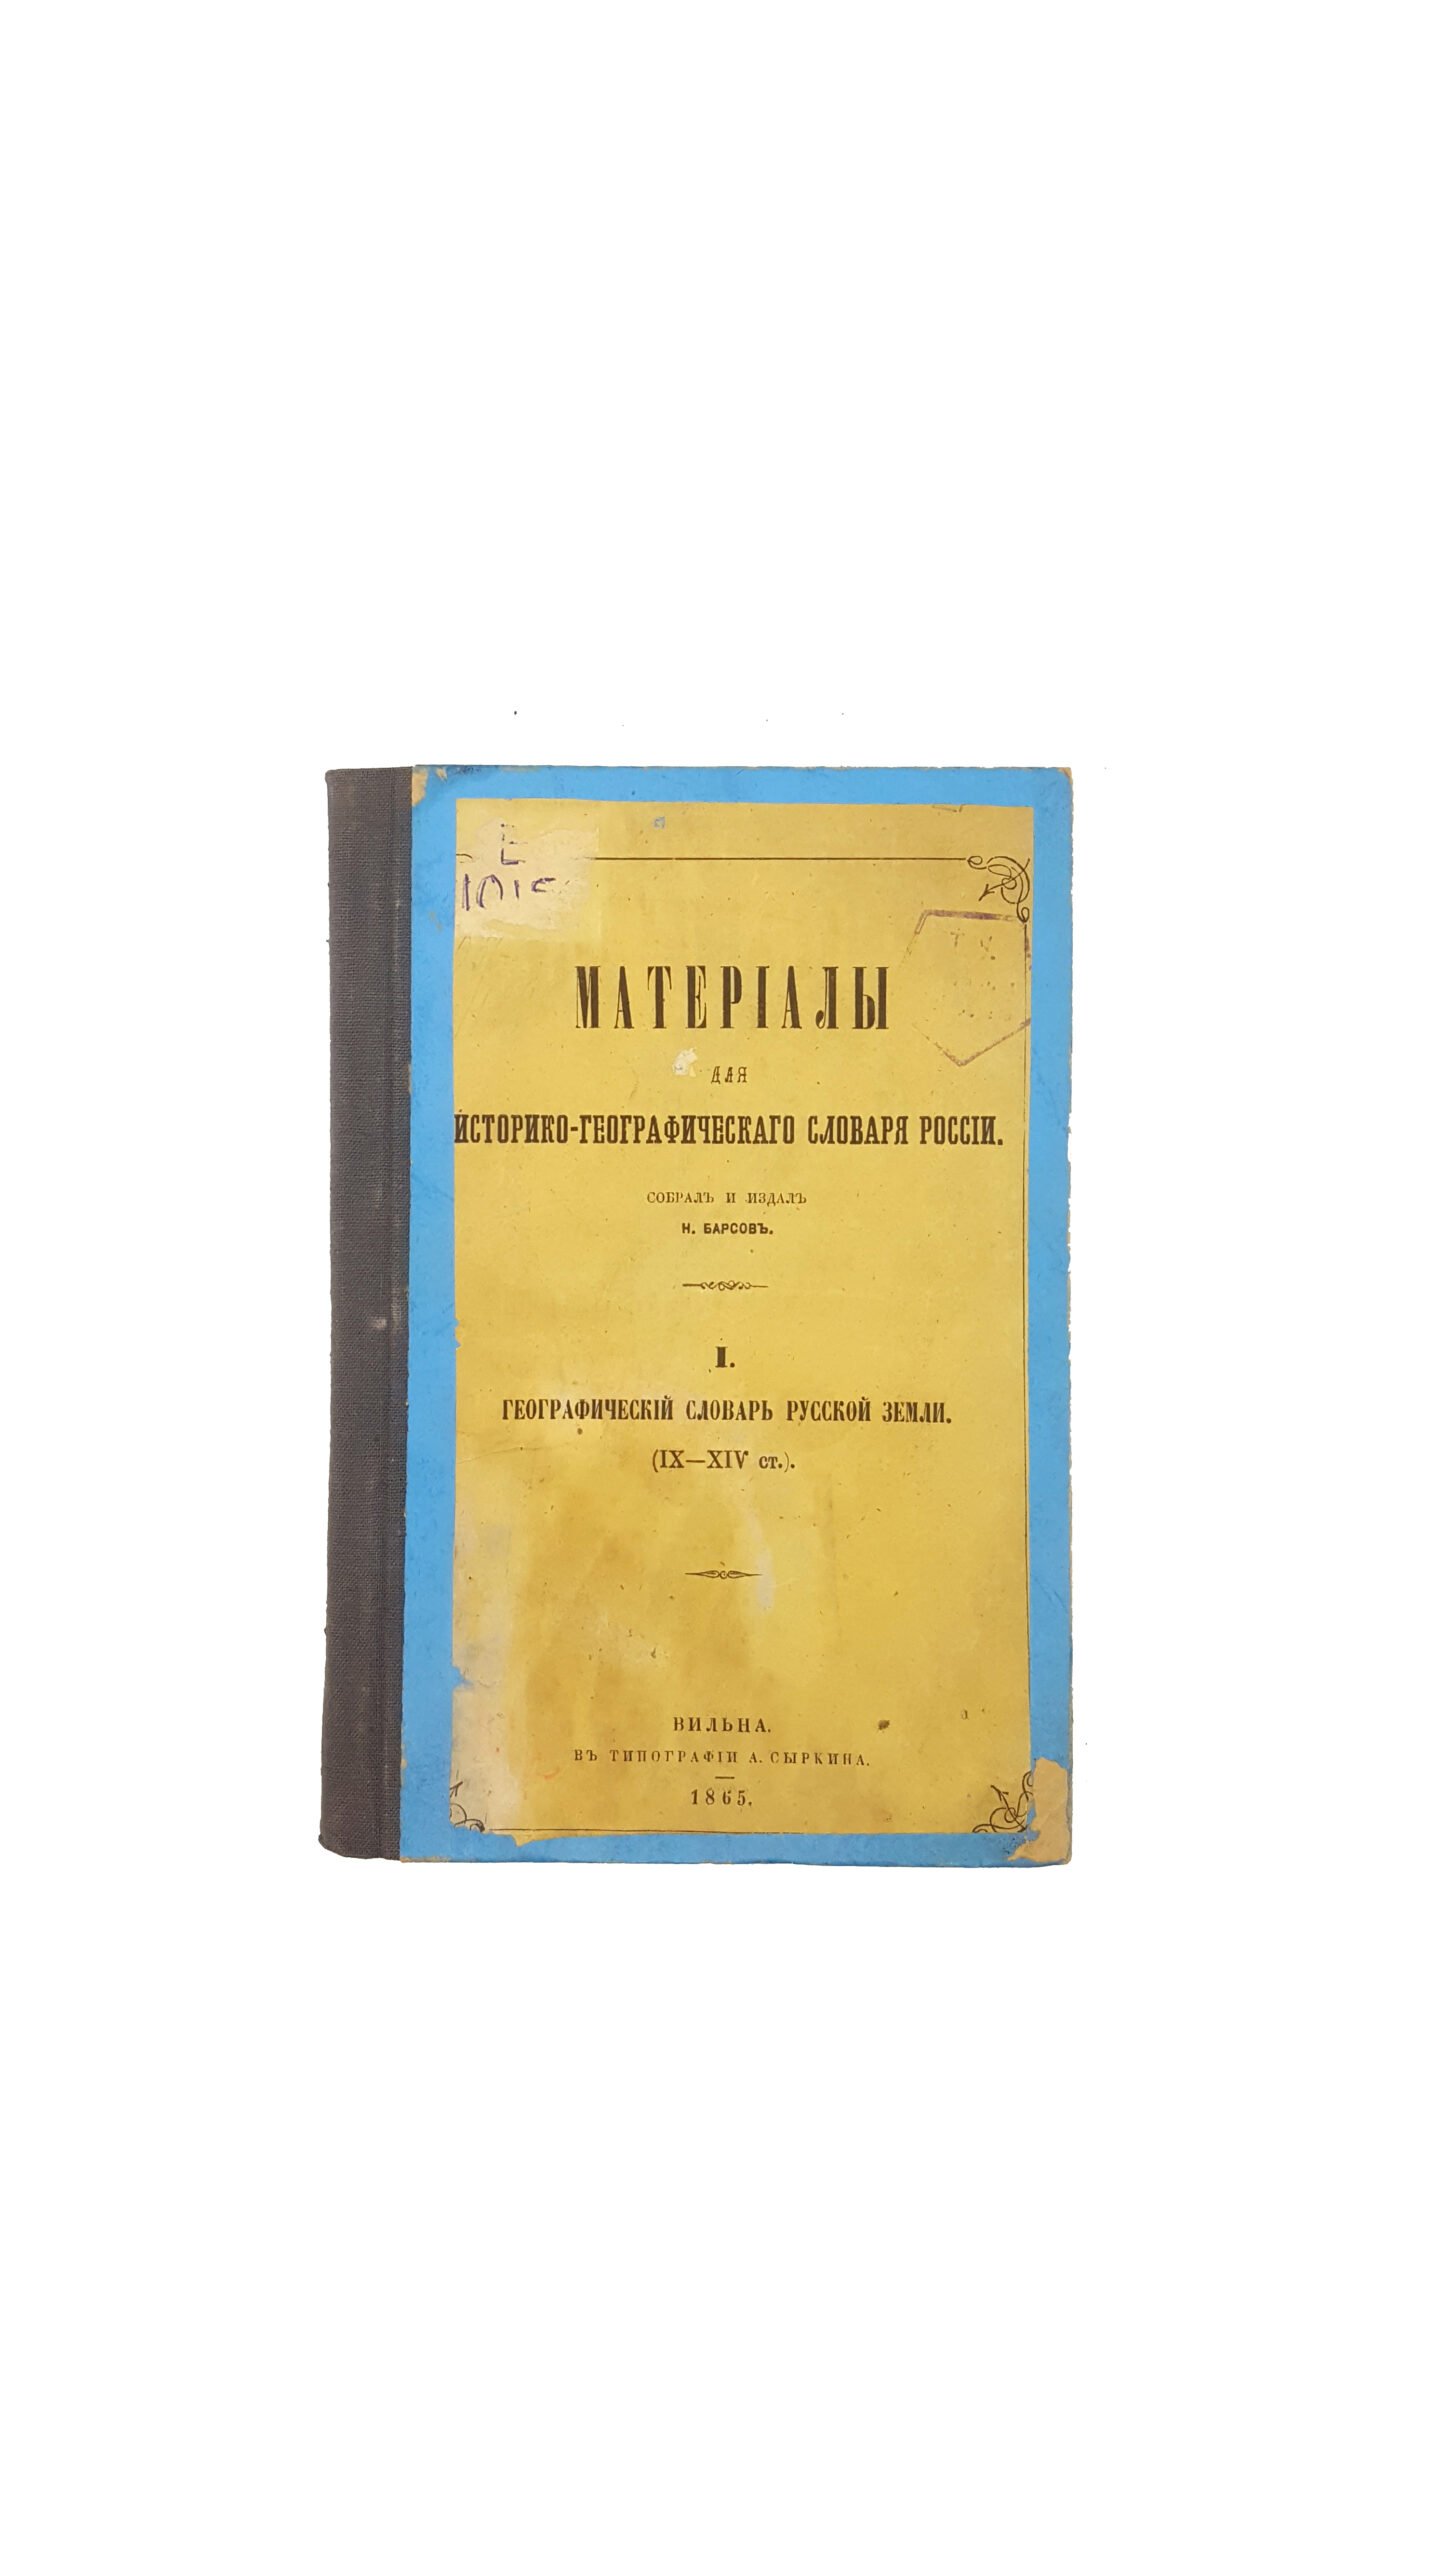 МАТЕРІАЛЫ
ДЛЯ
ИСТОРИКО-ГЕОГРАФИЧЕСКАГО СЛОВАРЯ РОССІИ.
СОБРАЛЪ И ИЗДАЛЪ
Н. БАРСОВЪ.
I.
ГЕОГРАФИЧЕСКІЙ СЛОВАРЬ РУССКОЙ ЗЕМЛИ.
(IX—XIV ст.).
ВИЛЬНА.
ВЪ ТИПОГРАФІИ А. СЫРКИНА.
1865.